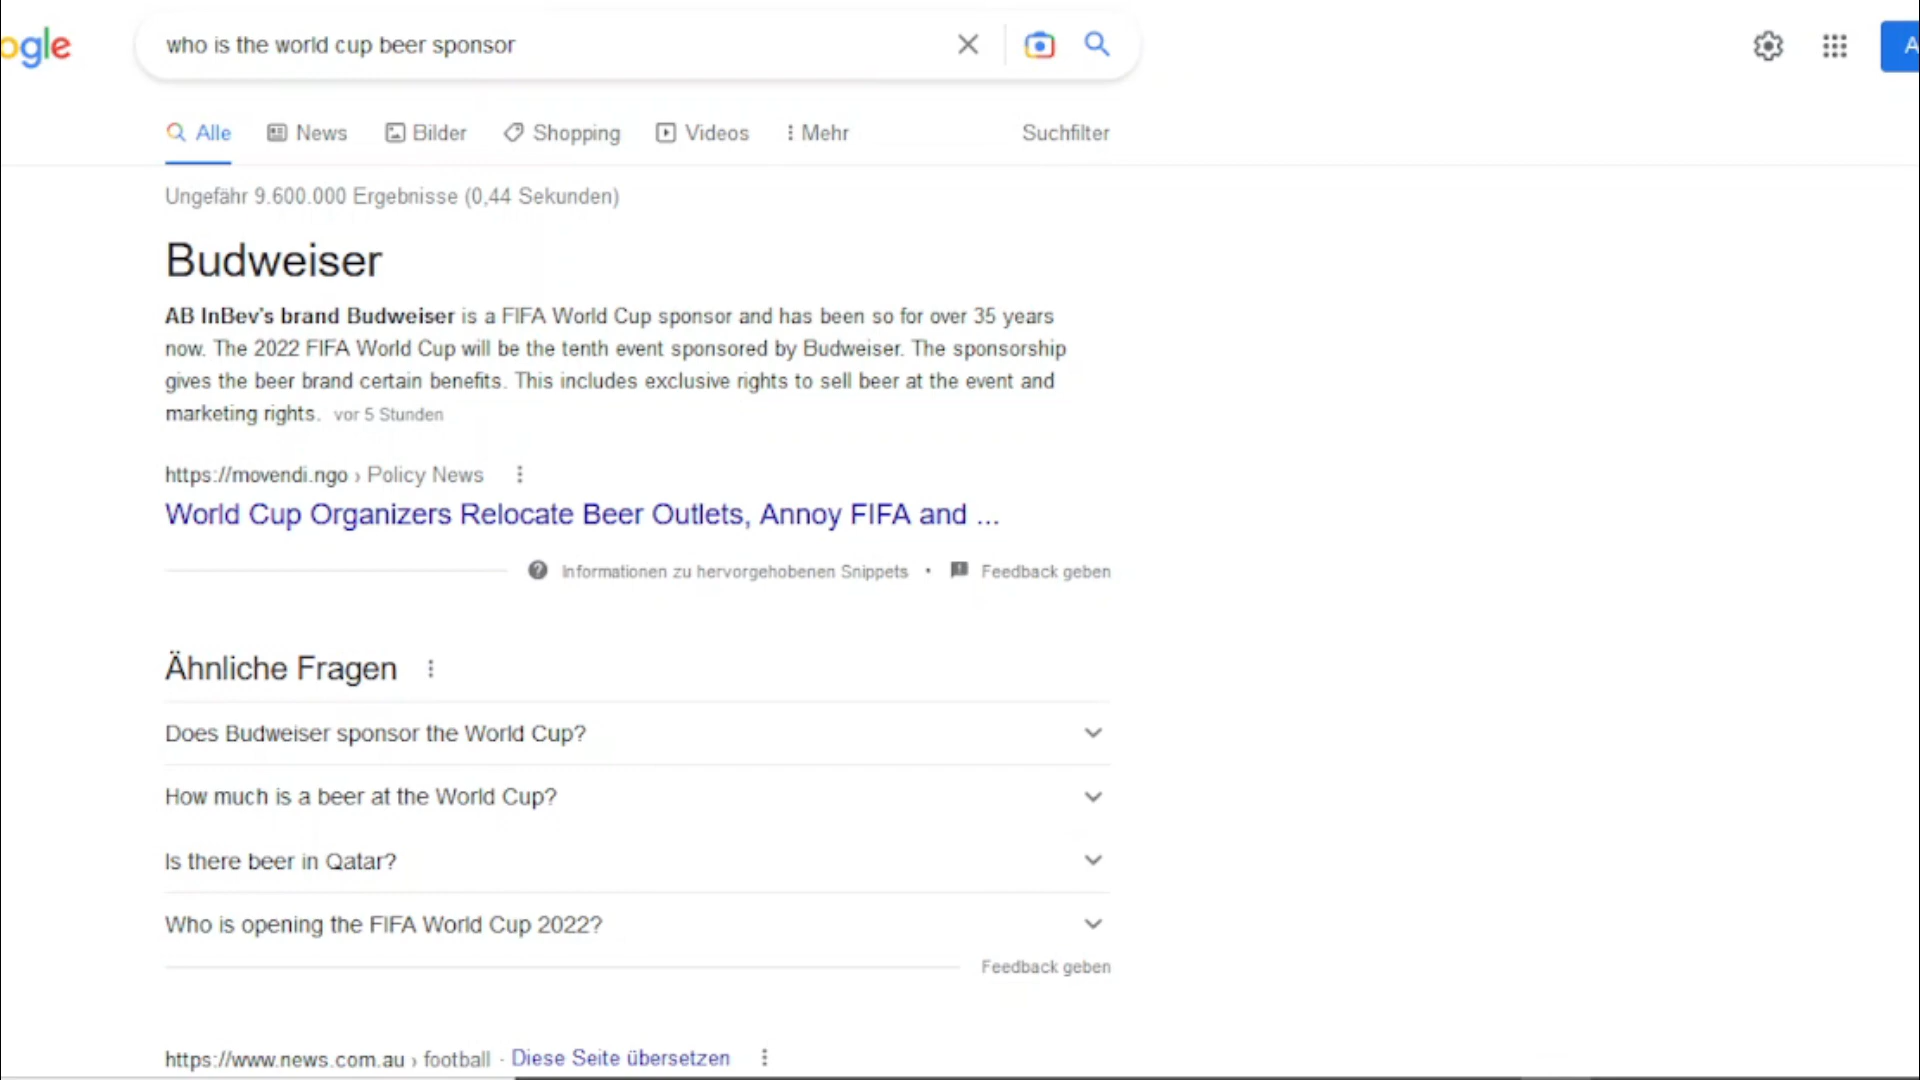 ogle
who is the world cup beer sponsor
A
Alle News Bilder Shopping Videos Mehr Suchfilter
Ungefähr 9.600.000 Ergebnisse (0,44 Sekunden)
Budweiser
AB InBev's brand Budweiser is a FIFA World Cup sponsor and has been so for over 35 years
now. The 2022 FIFA World Cup will be the tenth event sponsored by Budweiser. The sponsorship
gives the beer brand certain benefits. This includes exclusive rights to sell beer at the event and
marketing rights. vor 5 Stunden
https://movendi.ngo › Policy News
World Cup Organizers Relocate Beer Outlets, Annoy FIFA and ...
Informationen zu hervorgehobenen Snippets • Feedback geben
Ähnliche Fragen
Does Budweiser sponsor the World Cup?
How much is a beer at the World Cup?
Is there beer in Qatar?
Who is opening the FIFA World Cup 2022?
Feedback geben
https://www.news.com.au › football · Diese Seite übersetzen